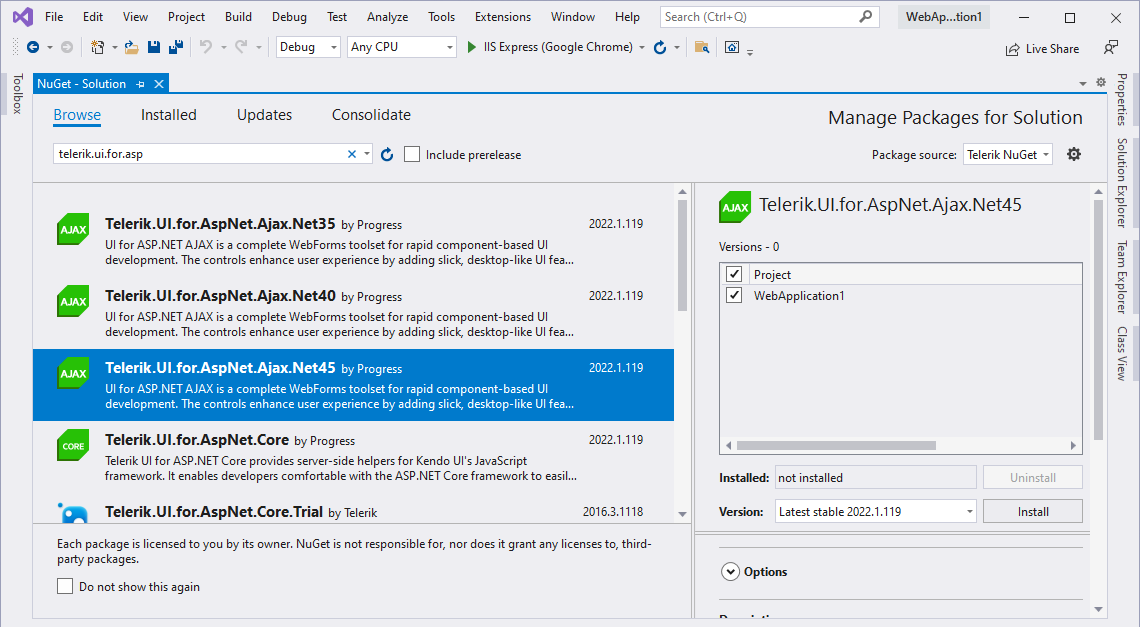 File Edit View Project Build Debug Test Analyze Tools Extensions Window Help Search (Ctrl+Q) WebAp...tion1
Debug Any CPU IIS Express (Google Chrome) Live Share
Toolbox
NuGet - Solution
Browse Installed Updates Consolidate
Manage Packages for Solution
telerik.ui.for.asp
Include prerelease
Package source: Telerik NuGet
AJAX
Telerik.UI.for.AspNet.Ajax.Net35 by Progress 2022.1.119
UI for ASP.NET AJAX is a complete WebForms toolset for rapid component-based UI
development. The controls enhance user experience by adding slick, desktop-like UI fea...
AJAX
Telerik.UI.for.AspNet.Ajax.Net40 by Progress 2022.1.119
UI for ASP.NET AJAX is a complete WebForms toolset for rapid component-based UI
development. The controls enhance user experience by adding slick, desktop-like UI fea...
AJAX
Telerik.UI.for.AspNet.Ajax.Net45 by Progress 2022.1.119
UI for ASP.NET AJAX is a complete WebForms toolset for rapid component-based UI
development. The controls enhance user experience by adding slick, desktop-like UI fea...
CORE
Telerik.UI.for.AspNet.Core by Progress 2022.1.119
Telerik UI for ASP.NET Core provides server-side helpers for Kendo UI's JavaScript
framework. It enables developers comfortable with the ASP.NET Core framework to easil...
Telerik.UI.for.AspNet.Core.Trial by Telerik 2016.3.1118
Each package is licensed to you by its owner. NuGet is not responsible for, nor does it grant any licenses to, third-
party packages.
Do not show this again
AJAX
Telerik.UI.for.AspNet.Ajax.Net45
Versions - 0
Project
WebApplication1
Installed: not installed Uninstall
Version: Latest stable 2022.1.119 Install
Options
Properties
Solution Explorer
Team Explorer
Class View